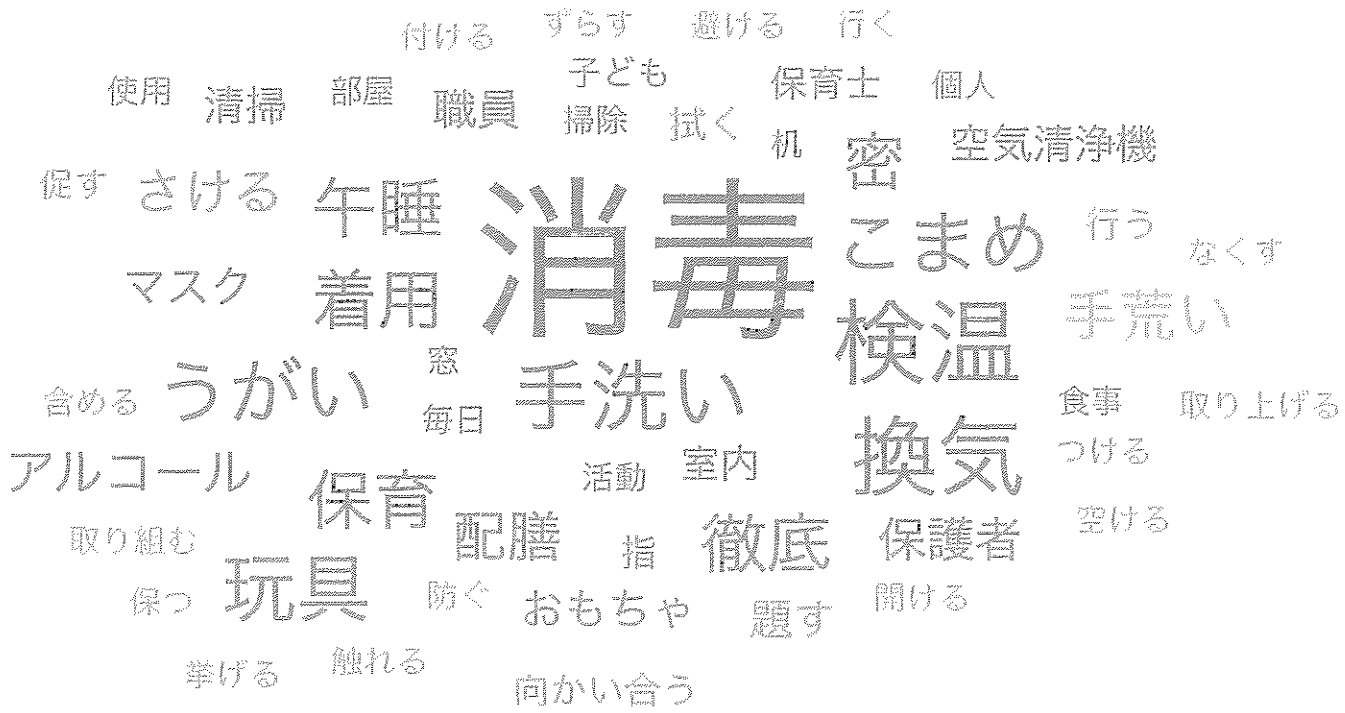 付ける ずらす 避ける 行く
使用 清掃 部屋 職員 子ども 保育士 個人
掃除 拭く 机 密 空気清浄機
促す さける 午睡 消毒 こまめ 行う なくす
マスク 着用 検温 手荒い
含める うがい 窓 毎日 手洗い 食事 取り上げる
アルコール 保育 活動 室内 換気 つける
取り組む 配膳 指 徹底 保護者 空ける
保つ 玩具 防ぐ おもちゃ 題す 開ける
挙げる 触れる 向かい合う